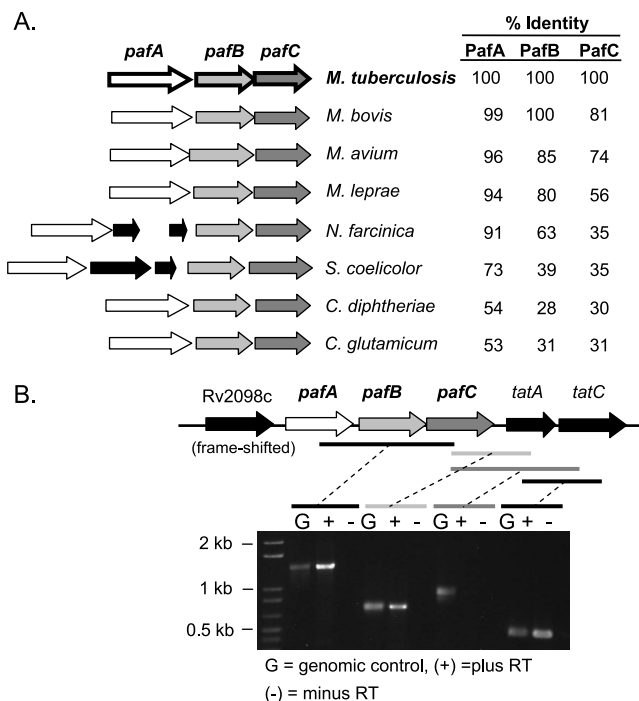 A.
% Identity
pafA pafB pafC PafA PafB PafC
M. tuberculosis 100 100 100
M. bovis 99 100 81
M. avium 96 85 74
M. leprae 94 80 56
N. farcinica 91 63 35
S. coelicolor 73 39 35
C. diphtheriae 54 28 30
C. glutamicum 53 31 31
B.
Rv2098c pafA pafB pafC tatA tatC
(frame-shifted)
G + - G + - G + - G + -
2 kb –
1 kb –
0.5 kb –
G = genomic control, (+) =plus RT
(-) = minus RT